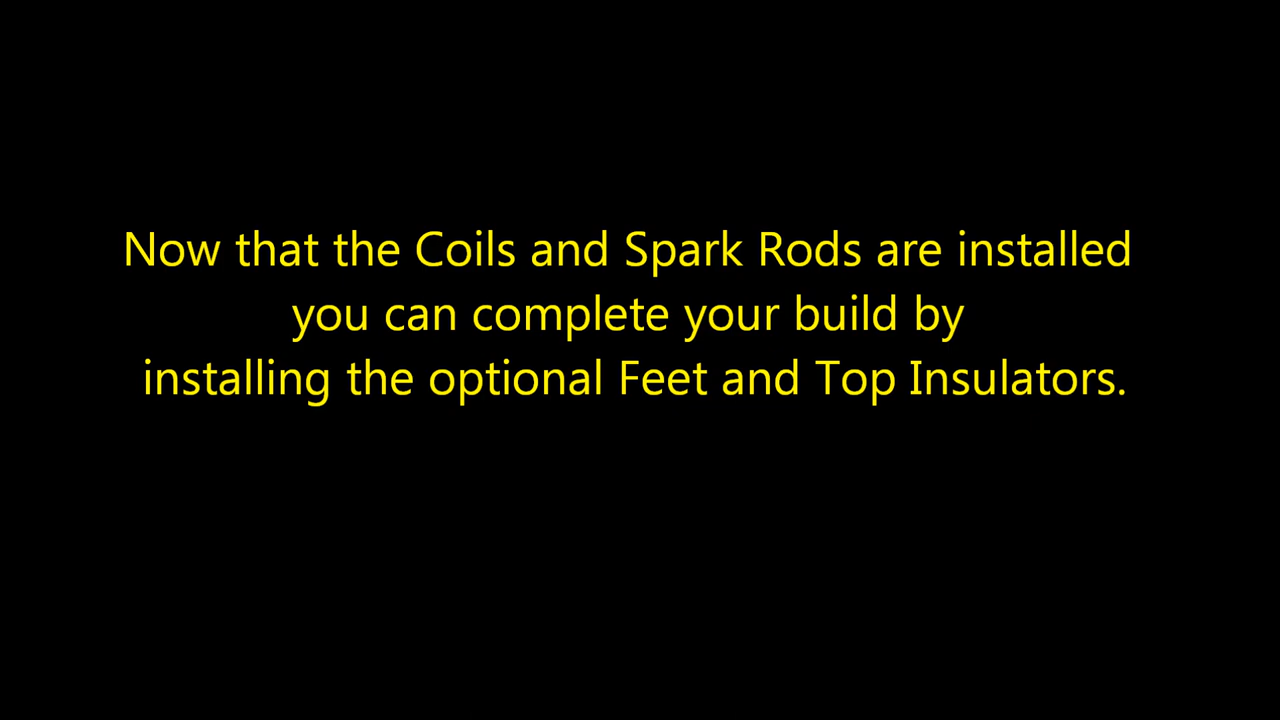 Now that the Coils and Spark Rods are installed
you can complete your build by
installing the optional Feet and Top Insulators.